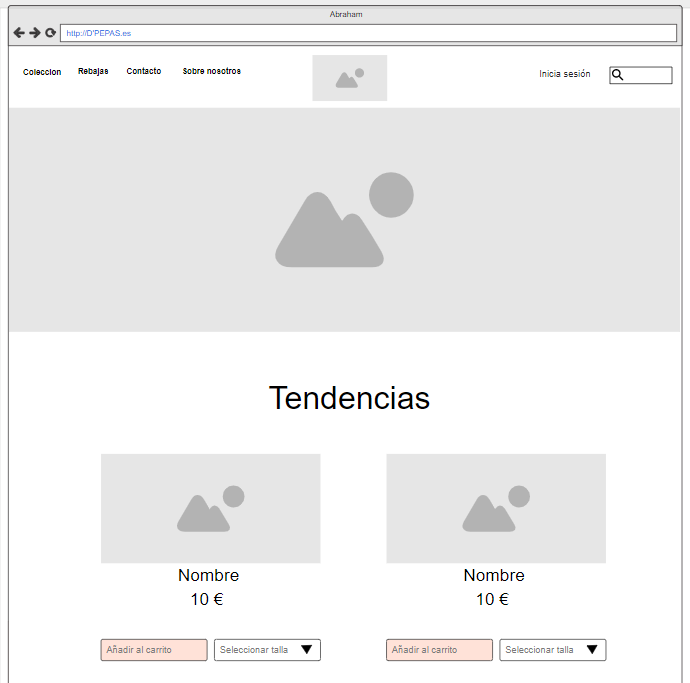 Abraham
http://D'PEPAS.es
Coleccion Rebajas Contacto Sobre nosotros Inicia sesión
Tendencias
Nombre Nombre
10 € 10 €
Añadir al carrito Seleccionar talla Añadir al carrito Seleccionar talla